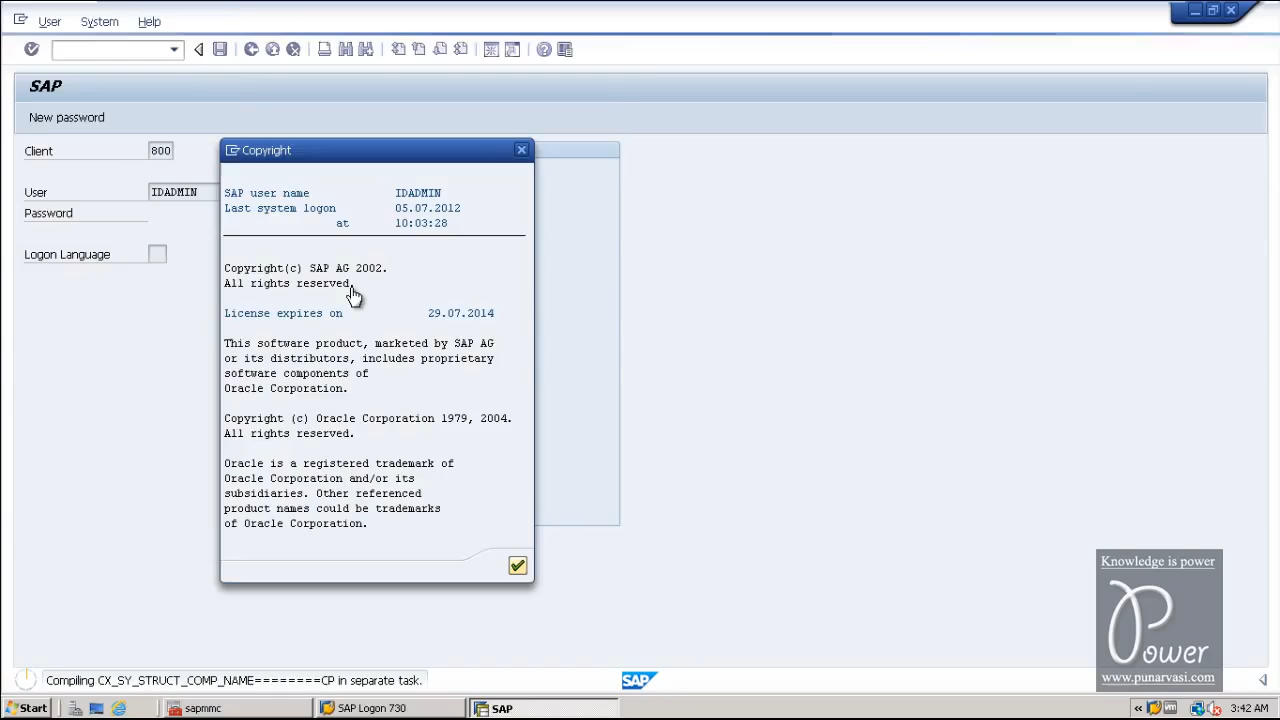 User System Help
SAP
New password
Client 800
User IDADMIN
Password
Logon Language
Copyright
SAP user name IDADMIN
Last system logon 05.07.2012
at 10:03:28
Copyright(c) SAP AG 2002.
All rights reserved.
License expires on 29.07.2014
This software product, marketed by SAP AG
or its distributors, includes proprietary
software components of
Oracle Corporation.
Copyright (c) Oracle Corporation 1979, 2004.
All rights reserved.
Oracle is a registered trademark of
Oracle Corporation and/or its
subsidiaries. Other referenced
product names could be trademarks
of Oracle Corporation.
Knowledge is power
Power
www.punarvasi.com
Compiling CX_SY_STRUCT_COMP_NAME========CP in separate task.
SAP
Start sapmmc SAP Logon 730 SAP 3:42 AM